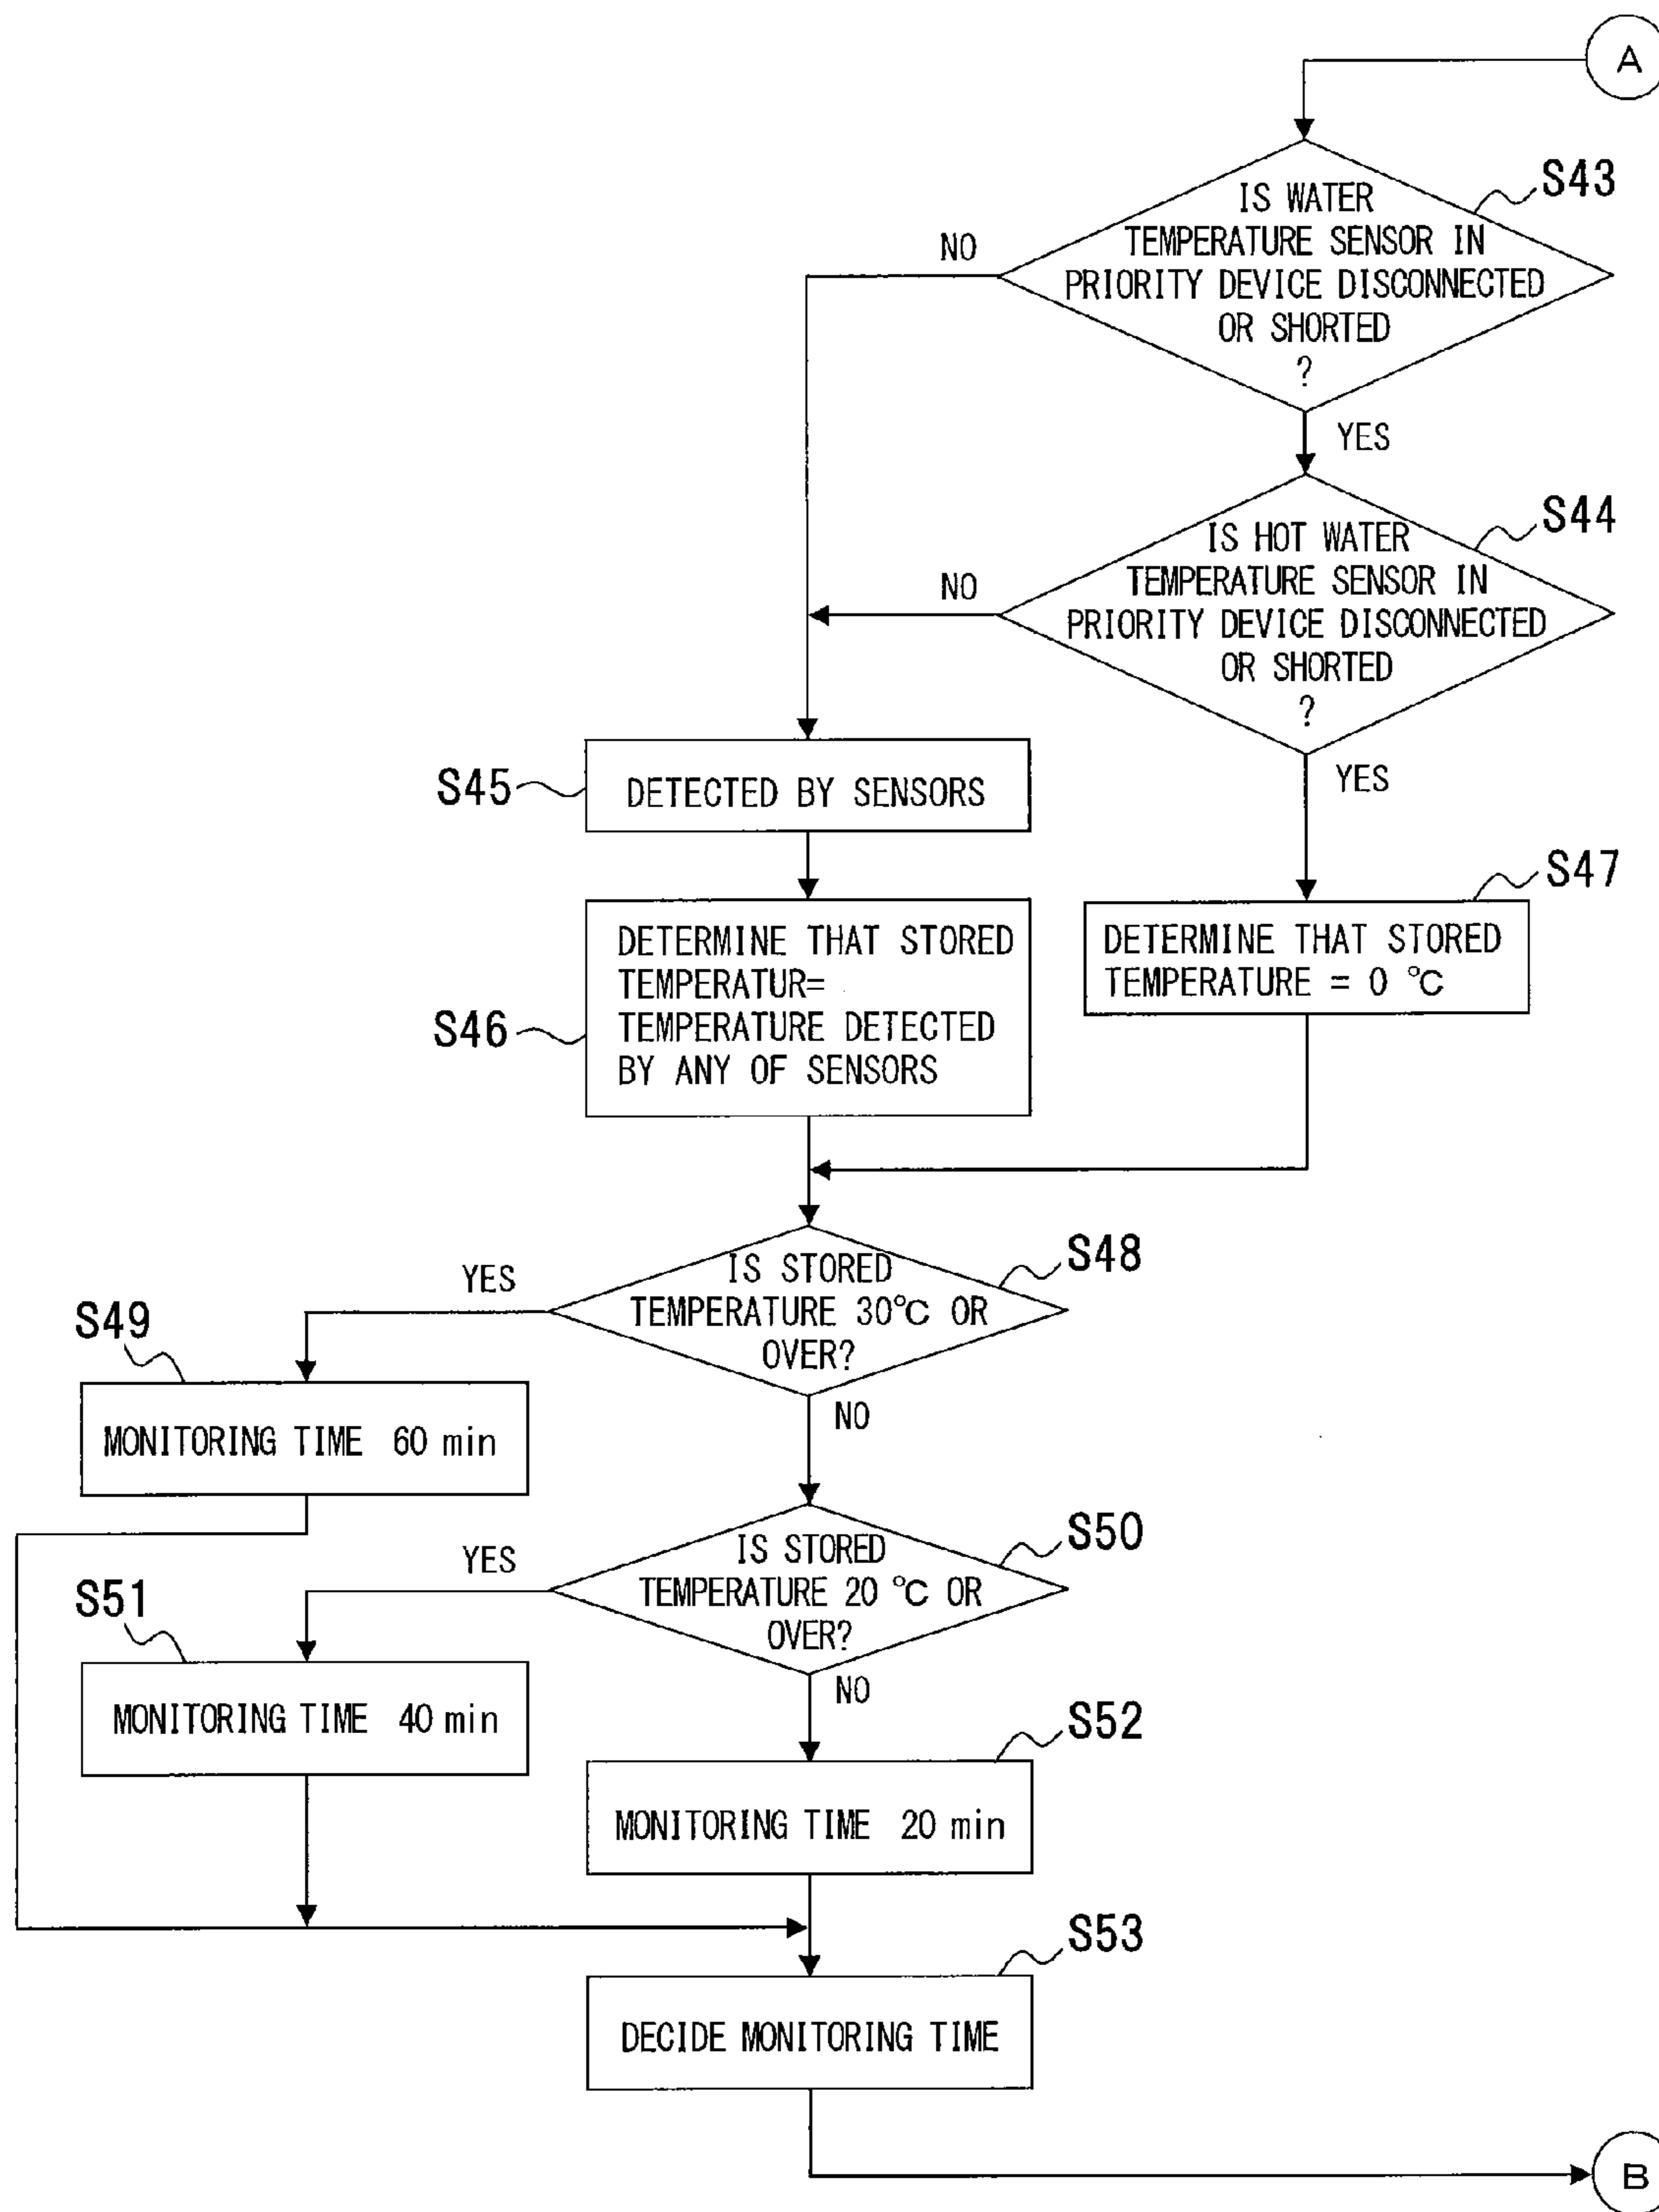 A
S43
IS WATER
TEMPERATURE SENSOR IN
PRIORITY DEVICE DISCONNECTED
OR SHORTED
?
NO
YES
S44
IS HOT WATER
TEMPERATURE SENSOR IN
PRIORITY DEVICE DISCONNECTED
OR SHORTED
?
NO
YES
S45
DETECTED BY SENSORS
S46
DETERMINE THAT STORED
TEMPERATUR=
TEMPERATURE DETECTED
BY ANY OF SENSORS
S47
DETERMINE THAT STORED
TEMPERATURE = 0 ℃
S48
IS STORED
TEMPERATURE 30℃ OR
OVER?
YES
NO
S49
MONITORING TIME 60 min
S50
IS STORED
TEMPERATURE 20 ℃ OR
OVER?
YES
NO
S51
MONITORING TIME 40 min
S52
MONITORING TIME 20 min
S53
DECIDE MONITORING TIME
B